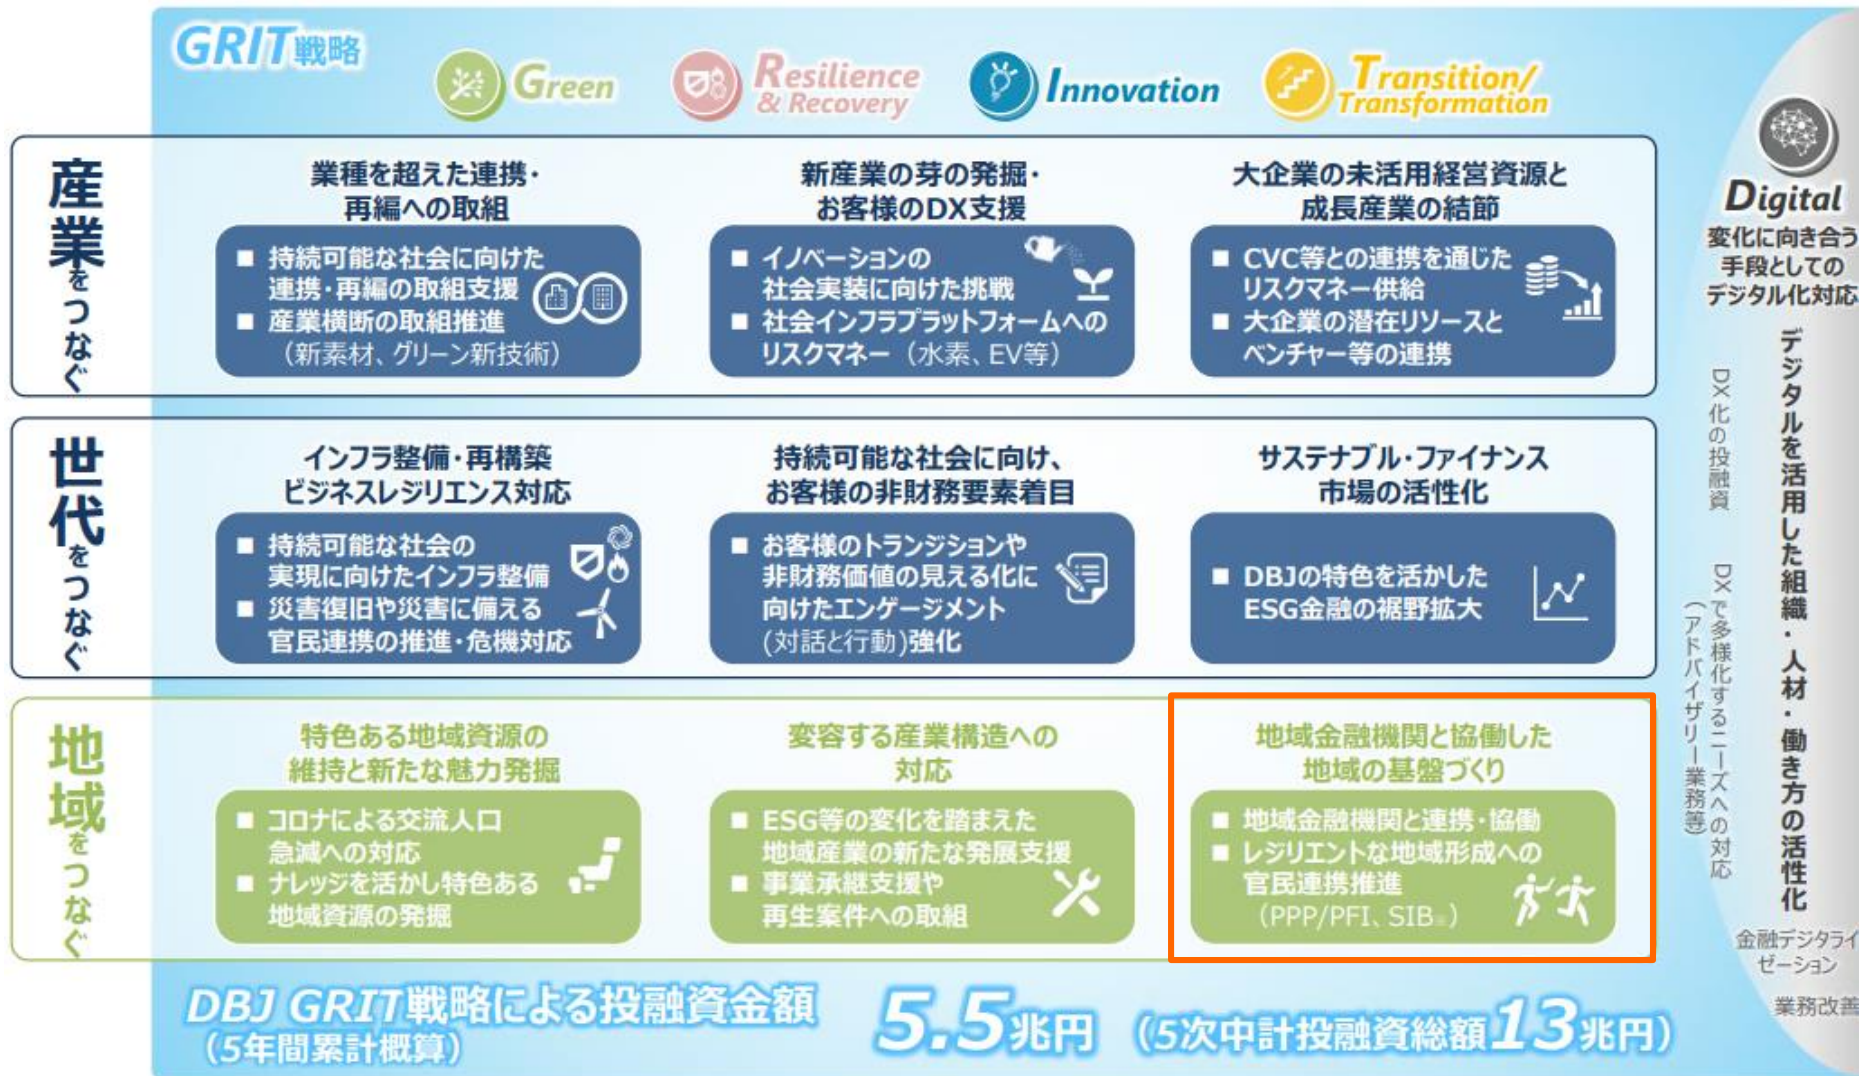 GRIT戦略
Green
Resilience
& Recovery
Innovation
Transition/
Transformation
産業をつなぐ
業種を超えた連携・
再編への取組
■ 持続可能な社会に向けた
連携・再編の取組支援
■ 産業横断の取組推進
（新素材、グリーン新技術）
新産業の芽の発掘・
お客様のDX支援
■ イノベーションの
社会実装に向けた挑戦
■ 社会インフラプラットフォームへの
リスクマネー（水素、EV等）
大企業の未活用経営資源と
成長産業の結節
■ CVC等との連携を通じた
リスクマネー供給
■ 大企業の潜在リソースと
ベンチャー等の連携
世代をつなぐ
インフラ整備・再構築
ビジネスレジリエンス対応
■ 持続可能な社会の
実現に向けたインフラ整備
■ 災害復旧や災害に備える
官民連携の推進・危機対応
持続可能な社会に向け、
お客様の非財務要素着目
■ お客様のトランジションや
非財務価値の見える化に
向けたエンゲージメント
(対話と行動)強化
サステナブル・ファイナンス
市場の活性化
■ DBJの特色を活かした
ESG金融の裾野拡大
地域をつなぐ
特色ある地域資源の
維持と新たな魅力発掘
■ コロナによる交流人口
急減への対応
■ ナレッジを活かし特色ある
地域資源の発掘
変容する産業構造への
対応
■ ESG等の変化を踏まえた
地域産業の新たな発展支援
■ 事業承継支援や
再生案件への取組
地域金融機関と協働した
地域の基盤づくり
■ 地域金融機関と連携・協働
■ レジリエントな地域形成への
官民連携推進
（PPP/PFI、SIB）
Digital
変化に向き合う
手段としての
デジタル化対応
デジタルを活用した組織・人材・働き方の活性化
DX化の投融資
DXで多様化するニーズへの対応
（アドバイザリー業務等）
金融デジタライ
ゼーション
業務改善
DBJ GRIT戦略による投融資金額
（5年間累計概算）
5.5兆円
（5次中計投融資総額13兆円）